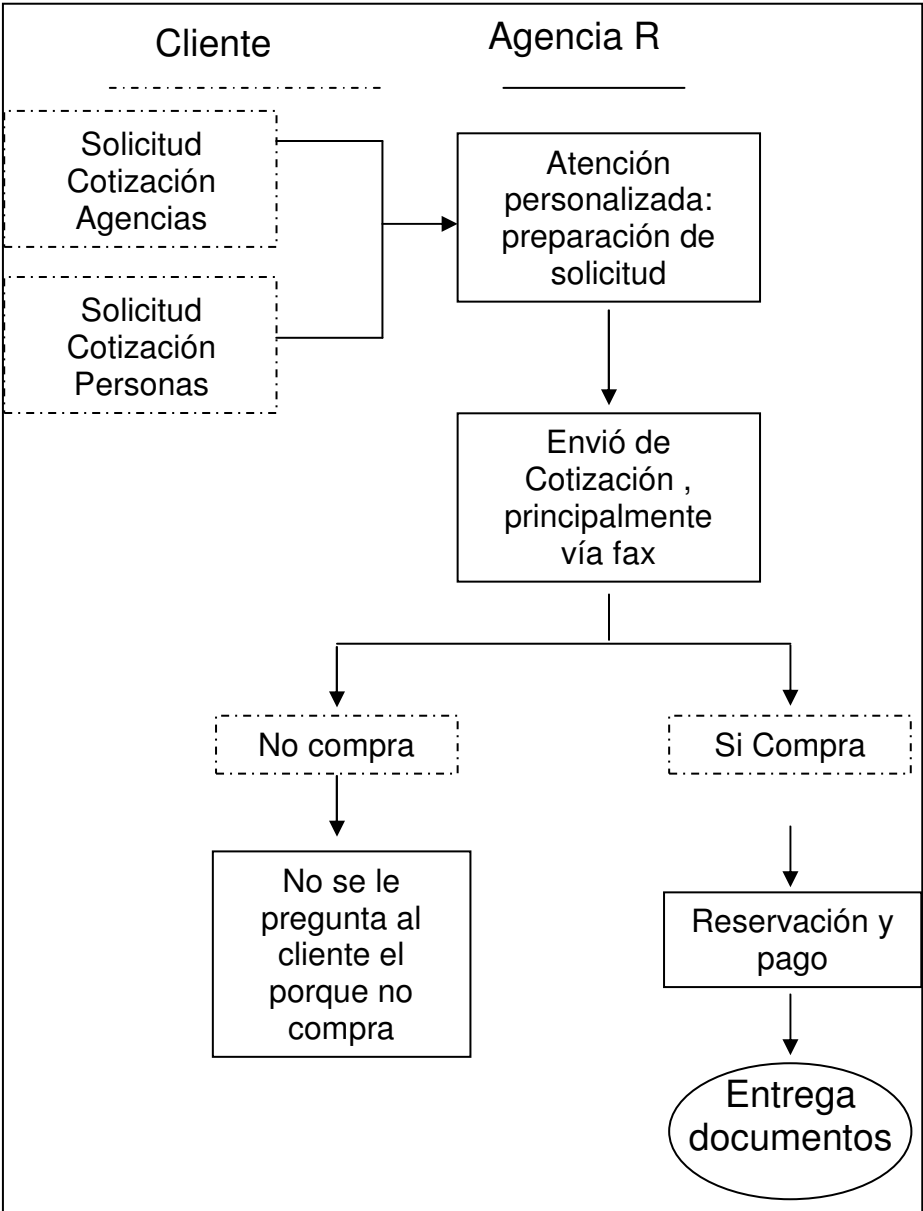 Cliente
Agencia R
Solicitud
Cotización
Agencias
Atención
personalizada:
preparación de
solicitud
Solicitud
Cotización
Personas
Envió de
Cotización ,
principalmente
vía fax
No compra
Si Compra
No se le
pregunta al
cliente el
porque no
compra
Reservación y
pago
Entrega
documentos